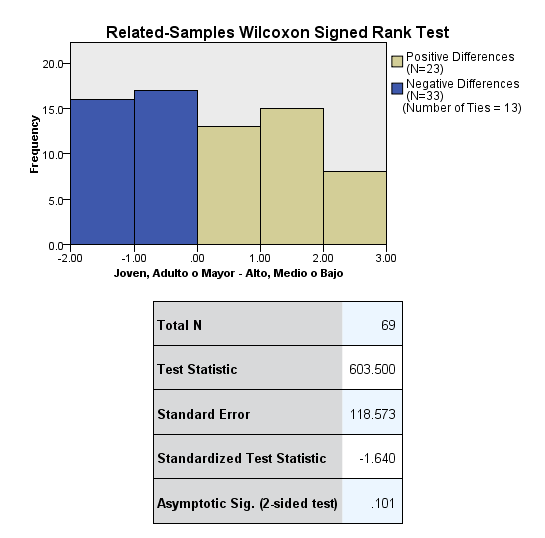 Related-Samples Wilcoxon Signed Rank Test
Positive Differences
(N=23)
Negative Differences
(N=33)
(Number of Ties = 13)
Frequency
20.0
15.0
10.0
5.0
0.0
-2.00 -1.00 .00 1.00 2.00 3.00
Joven, Adulto o Mayor - Alto, Medio o Bajo
Total N 69
Test Statistic 603.500
Standard Error 118.573
Standardized Test Statistic -1.640
Asymptotic Sig. (2-sided test) .101